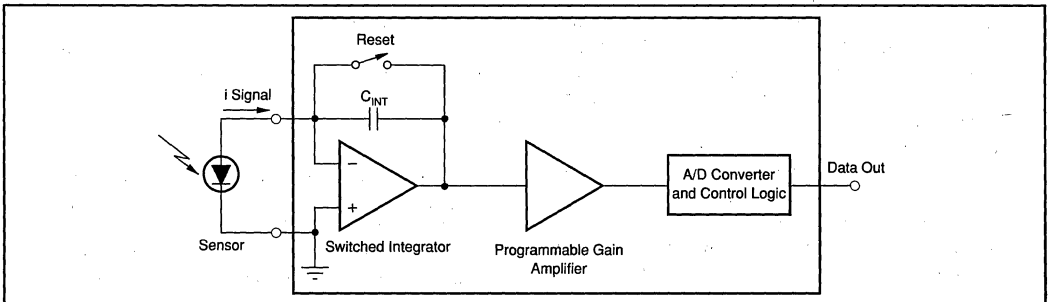 Reset
i Signal
C_INT
−
+
Sensor
Switched Integrator
Programmable Gain
Amplifier
A/D Converter
and Control Logic
Data Out